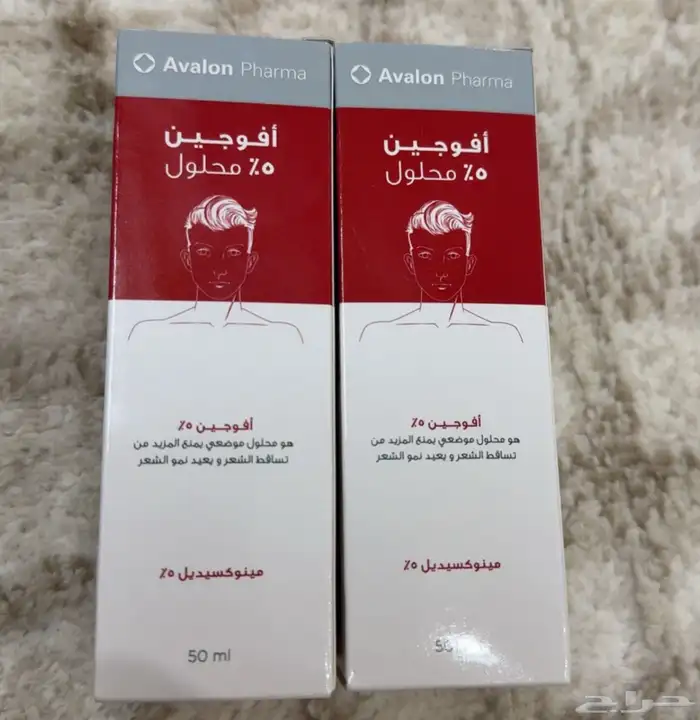 Avalon Pharma
أفوجين
٥٪ محلول
أفوجين ٥٪
هو محلول موضعي يمنع المزيد من
تساقط الشعر و يعيد نمو الشعر
مينوكسيديل ٥٪
50 ml
Avalon Pharma
أفوجين
٥٪ محلول
أفوجين ٥٪
هو محلول موضعي يمنع المزيد من
تساقط الشعر و يعيد نمو الشعر
مينوكسيديل ٥٪
حراج